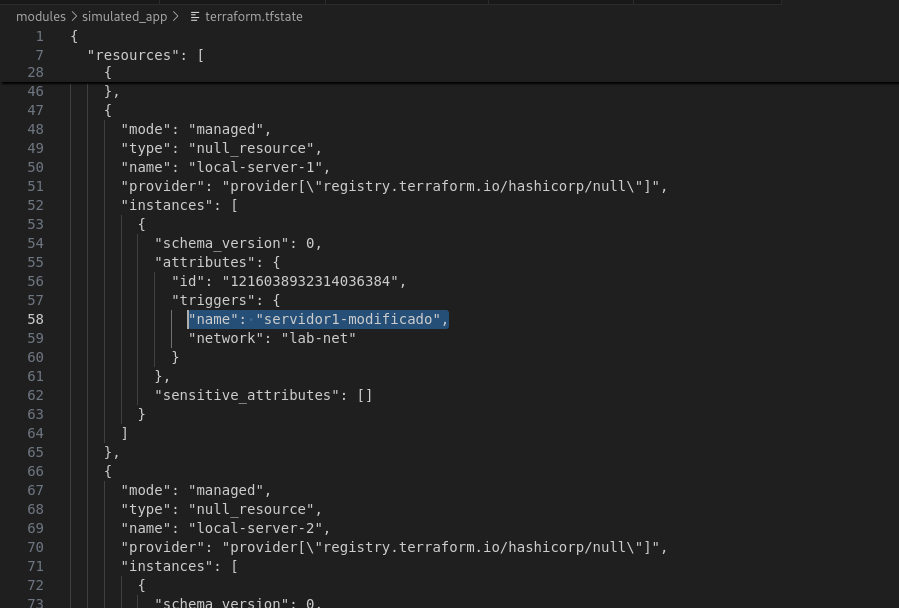 modules > simulated_app > terraform.tfstate
1 {
7 "resources": [
28 {
46 },
47 {
48 "mode": "managed",
49 "type": "null_resource",
50 "name": "local-server-1",
51 "provider": "provider[\"registry.terraform.io/hashicorp/null\"]",
52 "instances": [
53 {
54 "schema_version": 0,
55 "attributes": {
56 "id": "1216038932314036384",
57 "triggers": {
58 "name": "servidor1-modificado",
59 "network": "lab-net"
60 }
61 },
62 "sensitive_attributes": []
63 }
64 ]
65 },
66 {
67 "mode": "managed",
68 "type": "null_resource",
69 "name": "local-server-2",
70 "provider": "provider[\"registry.terraform.io/hashicorp/null\"]",
71 "instances": [
72 {
73 "schema_version": 0,